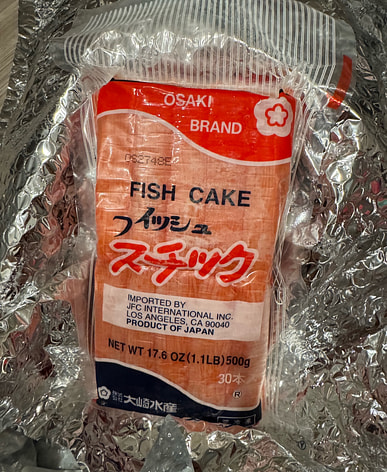 OSAKI
BRAND
FISH CAKE
フィッシュ
スチック
IMPORTED BY
JFC INTERNATIONAL INC.
LOS ANGELES, CA 90040
PRODUCT OF JAPAN
NET WT 17.6 OZ (1.1LB) 500g
30本
®
大崎水産